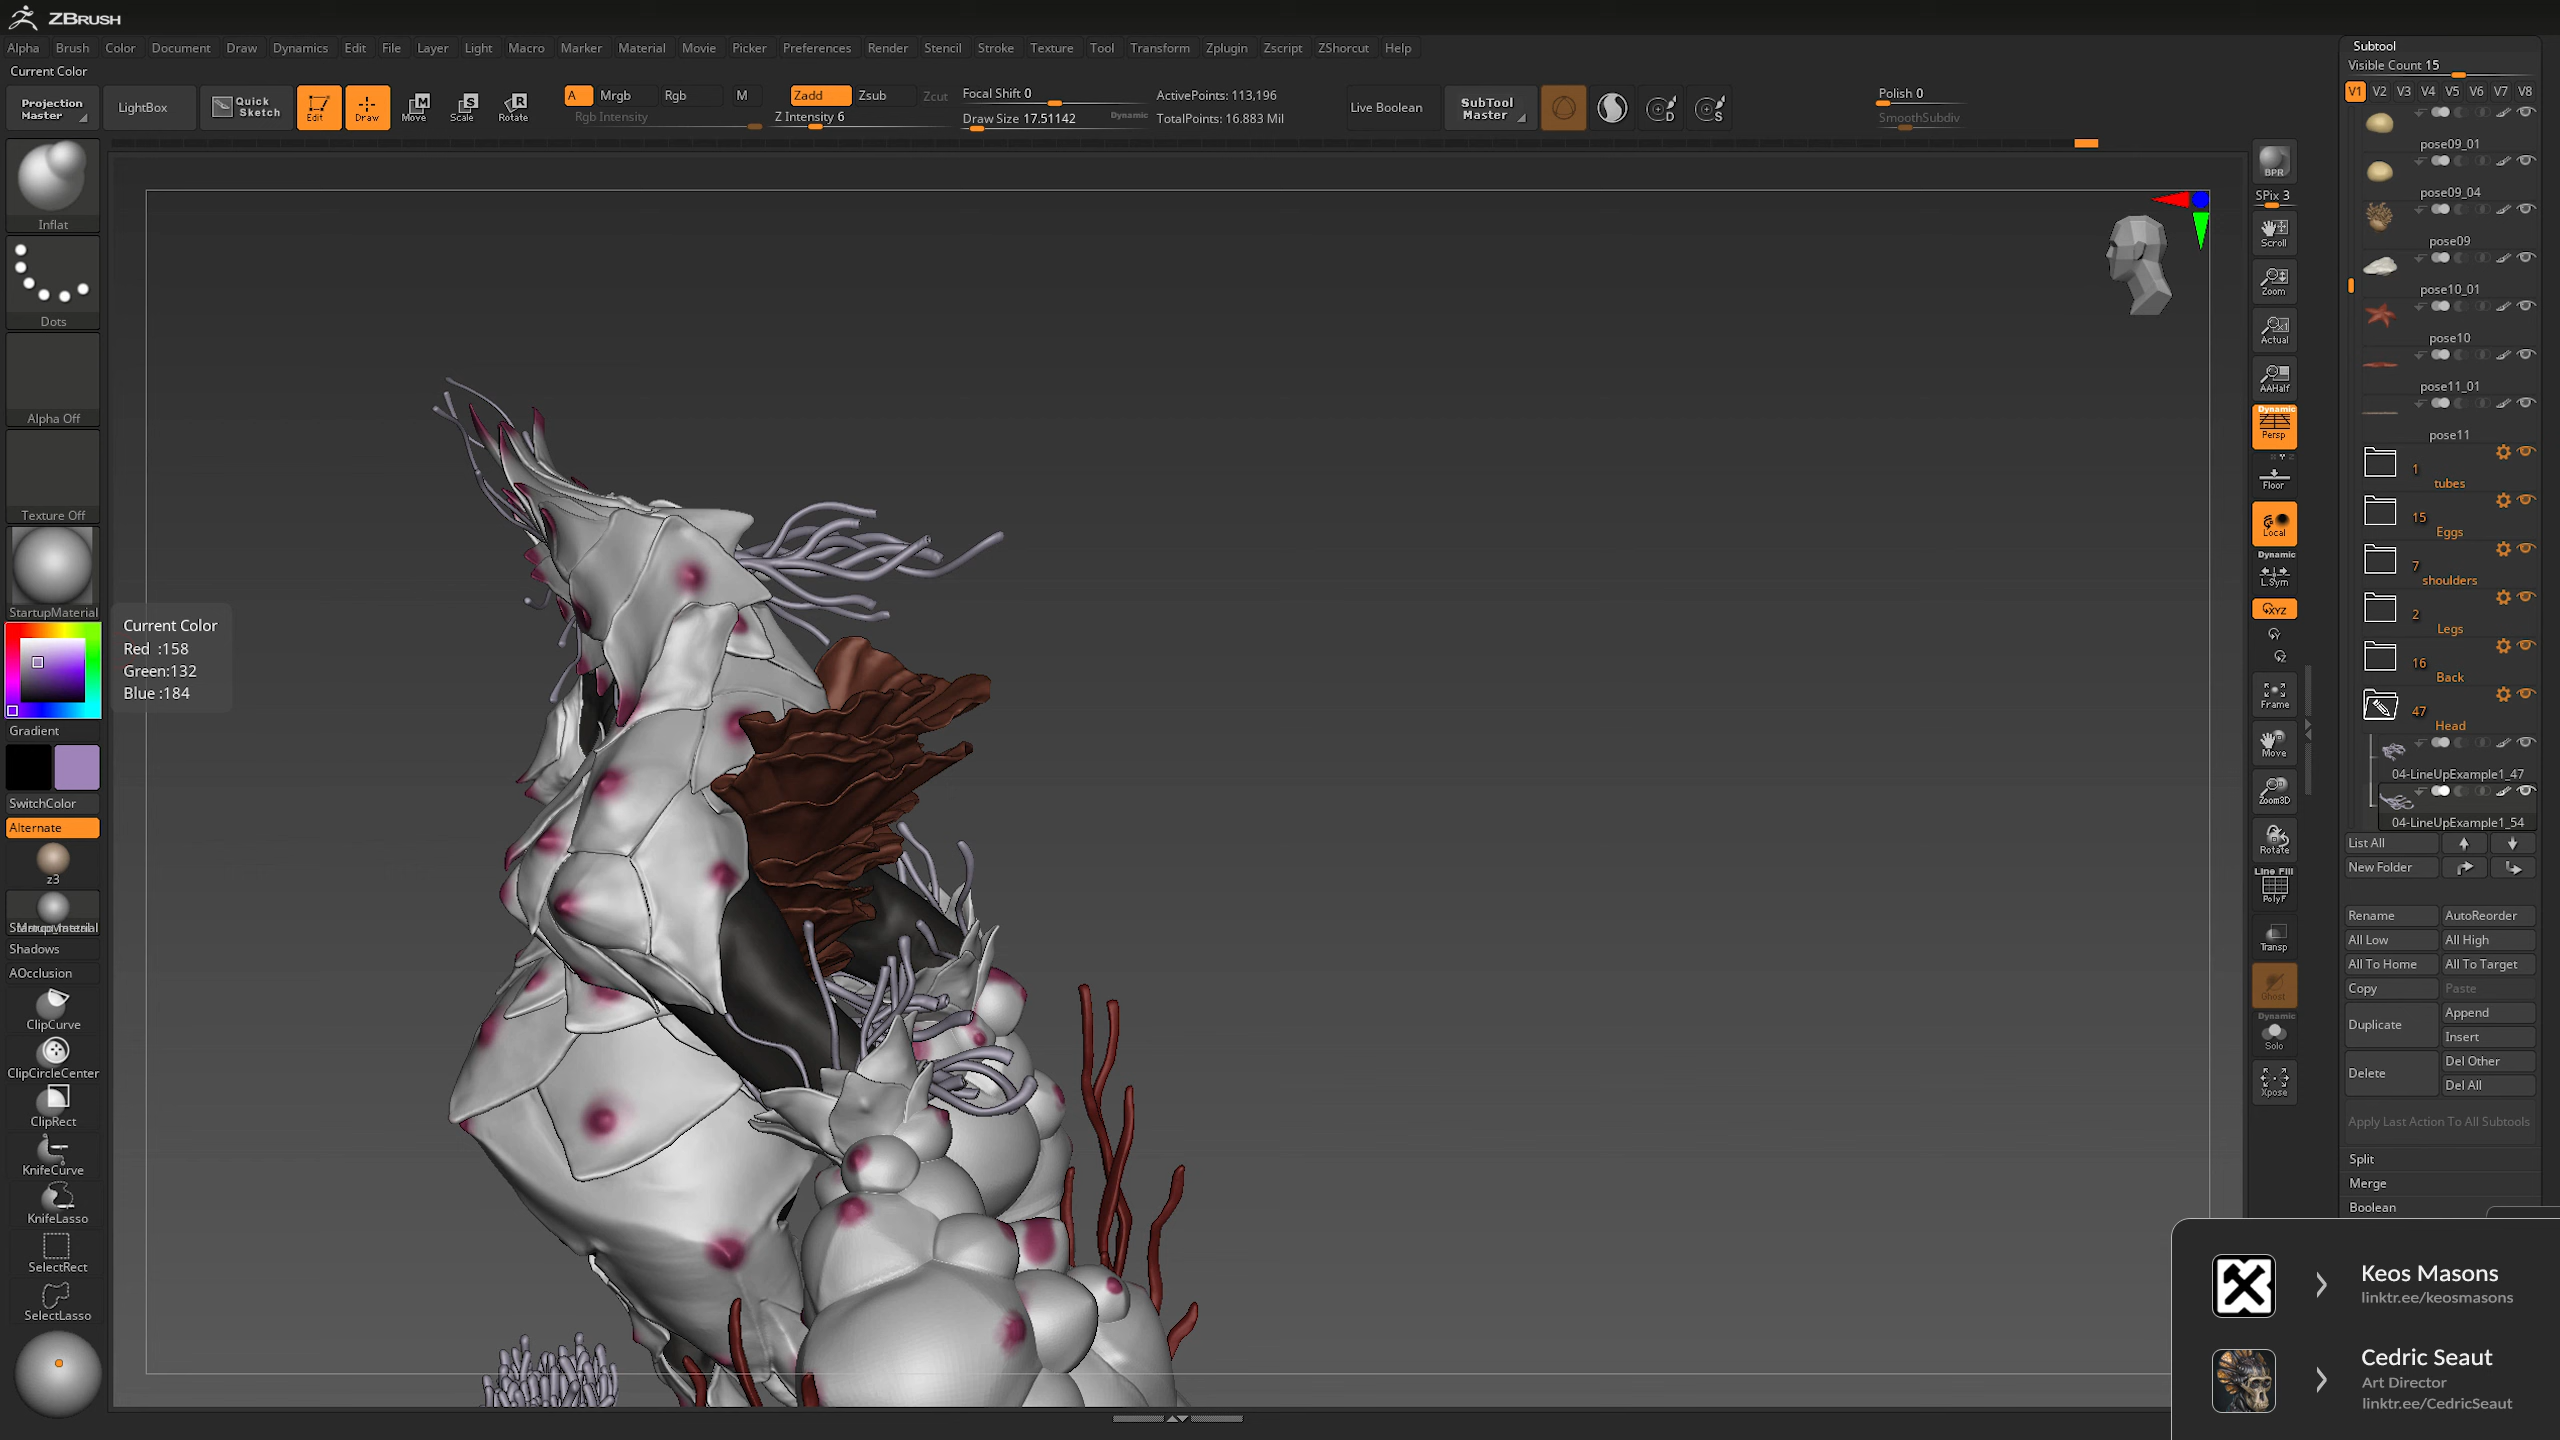 ZBRUSH
Alpha Brush Color Document Draw Dynamics Edit File Layer Light Macro Marker Material Movie Picker Preferences Render Stencil Stroke Texture Tool Transform Zplugin Zscript ZShorcut Help
Current Color
Projection Master
LightBox
Quick Sketch
Edit
Draw
Move
Scale
Rotate
A Mrgb Rgb M
Rgb Intensity
Zadd Zsub Zcut
Z Intensity 6
Focal Shift 0
Draw Size 17.51142 Dynamic
ActivePoints: 113,196
TotalPoints: 16.883 Mil
Live Boolean
SubTool Master
Polish 0
SmoothSubdiv
Inflat
Dots
Alpha Off
Texture Off
StartupMaterial
Current Color
Red :158
Green:132
Blue :184
Gradient
SwitchColor
Alternate
z3
Shadows
AOcclusion
ClipCurve
ClipCircleCenter
ClipRect
KnifeCurve
KnifeLasso
SelectRect
SelectLasso
BPR
SPix 3
Scroll
Zoom
Actual
AAHalf
Dynamic
Persp
Floor
Local
Dynamic
L.Sym
XYZ
Frame
Move
Zoom3D
Rotate
Line Fill
PolyF
Transp
Ghost
Dynamic
Solo
Xpose
Subtool
Visible Count 15
V1 V2 V3 V4 V5 V6 V7 V8
pose09_01
pose09_04
pose09
pose10_01
pose10
pose11_01
pose11
1
tubes
15
Eggs
7
shoulders
2
Legs
16
Back
47
Head
04-LineUpExample1_47
04-LineUpExample1_54
List All
New Folder
Rename AutoReorder
All Low All High
All To Home All To Target
Copy Paste
Duplicate Append
Insert
Delete Del Other
Del All
Apply Last Action To All Subtools
Split
Merge
Boolean
Keos Masons
linktr.ee/keosmasons
Cedric Seaut
Art Director
linktr.ee/CedricSeaut